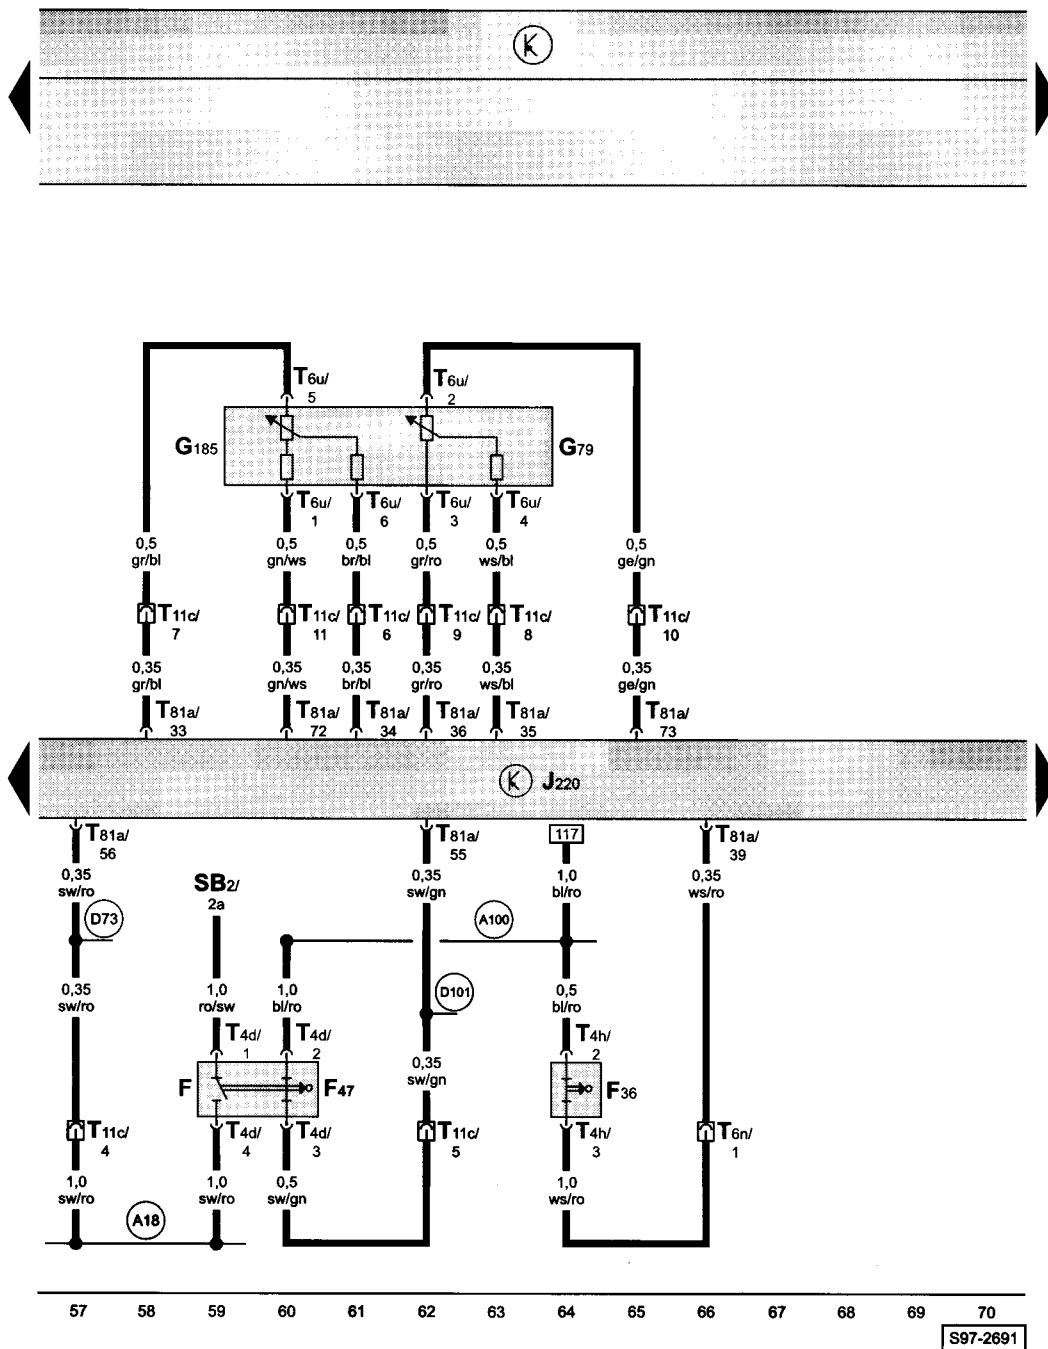 K
T6u/ T6u/
5 2
G185 G79
T6u/ T6u/ T6u/ T6u/
1 6 3 4
0,5 0,5 0,5 0,5 0,5 0,5
gr/bl gn/ws br/bl gr/ro ws/bl ge/gn
T11c/ T11c/ T11c/ T11c/ T11c/ T11c/
7 11 6 9 8 10
0,35 0,35 0,35 0,35 0,35 0,35
gr/bl gn/ws br/bl gr/ro ws/bl ge/gn
T81a/ T81a/ T81a/ T81a/ T81a/ T81a/
33 72 34 36 35 73
K J220
T81a/ T81a/ 117 T81a/
56 55 39
0,35 0,35 1,0 0,35
sw/ro SB2/ sw/gn bl/ro ws/ro
2a
D73 A100
0,35 1,0 1,0 D101 0,5
sw/ro ro/sw bl/ro bl/ro
T4d/ T4d/ T4h/
1 2 2
0,35
sw/gn
F F47 F36
T11c/ T4d/ T4d/ T11c/ T4h/ T6n/
4 4 3 5 3 1
1,0 1,0 0,5 1,0
sw/ro sw/ro sw/gn ws/ro
A18
57 58 59 60 61 62 63 64 65 66 67 68 69 70
S97-2691